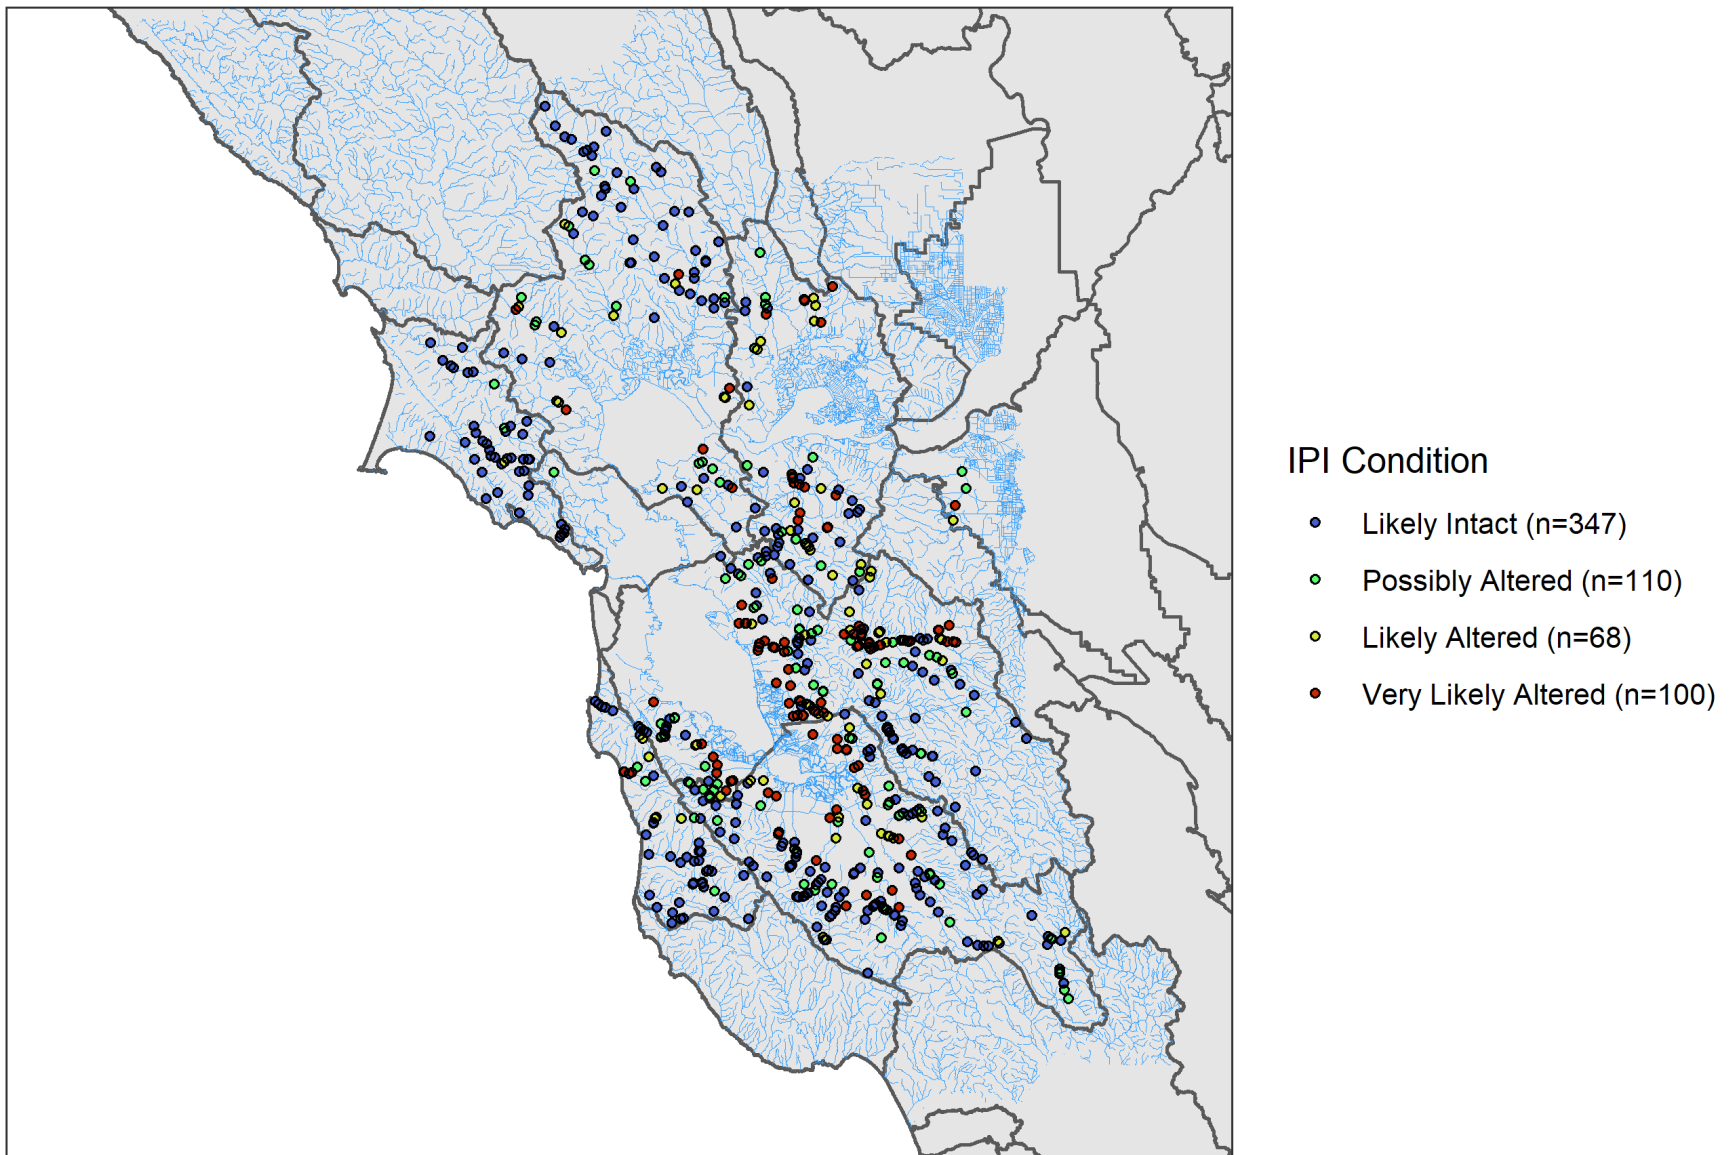 IPI Condition
Likely Intact (n=347)
Possibly Altered (n=110)
Likely Altered (n=68)
Very Likely Altered (n=100)